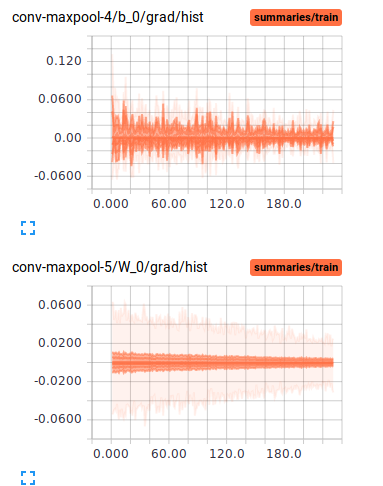 conv-maxpool-4/b_0/grad/hist
summaries/train
0.120
0.0600
0.00
-0.0600
0.000 60.00 120.0 180.0
conv-maxpool-5/W_0/grad/hist
summaries/train
0.0600
0.0200
-0.0200
-0.0600
0.000 60.00 120.0 180.0